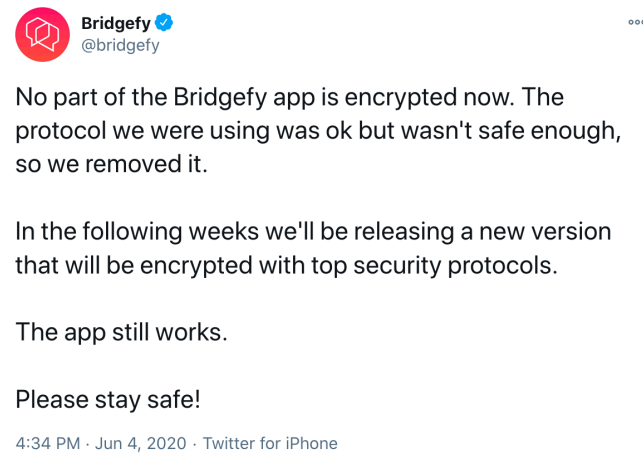 Bridgefy
@bridgefy
No part of the Bridgefy app is encrypted now. The
protocol we were using was ok but wasn't safe enough,
so we removed it.
In the following weeks we'll be releasing a new version
that will be encrypted with top security protocols.
The app still works.
Please stay safe!
4:34 PM · Jun 4, 2020 · Twitter for iPhone